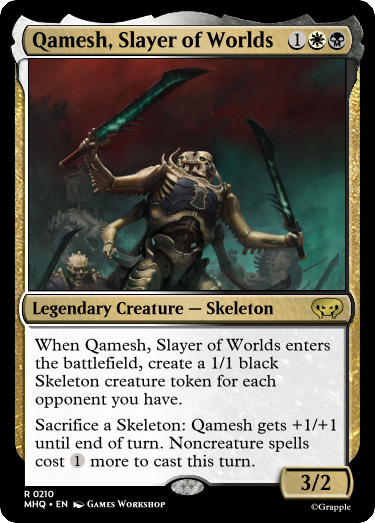 Qamesh, Slayer of Worlds 1
Legendary Creature — Skeleton
When Qamesh, Slayer of Worlds enters
the battlefield, create a 1/1 black
Skeleton creature token for each
opponent you have.
Sacrifice a Skeleton: Qamesh gets +1/+1
until end of turn. Noncreature spells
cost 1 more to cast this turn.
3/2
R 0210
MHQ • EN GAMES WORKSHOP
©Grapple